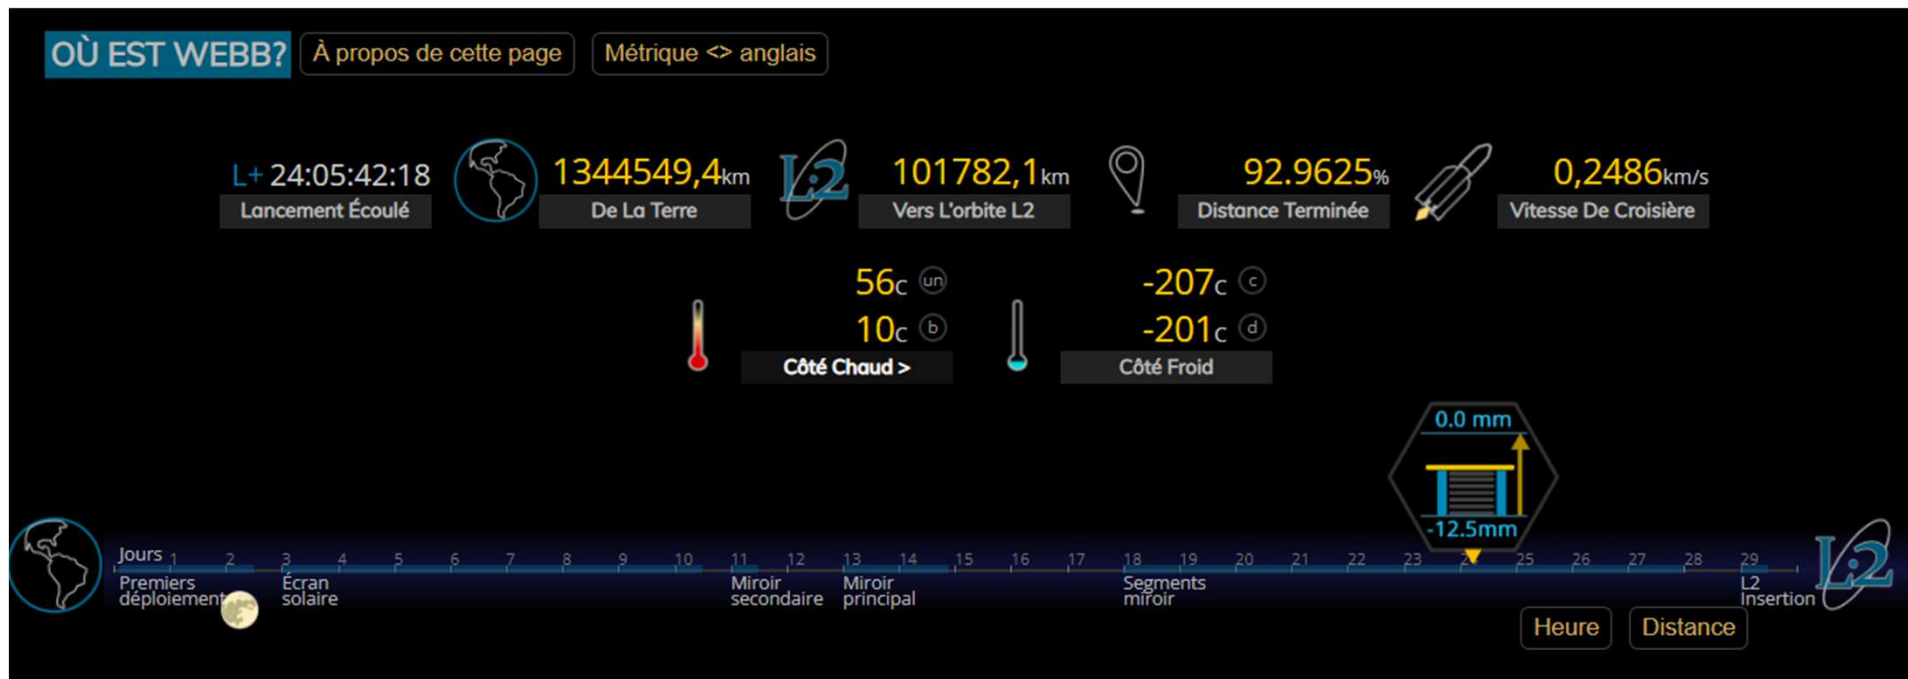 OÙ EST WEBB?
À propos de cette page
Métrique <> anglais
L+ 24:05:42:18
Lancement Écoulé
1344549,4km
De La Terre
L2
101782,1km
Vers L'orbite L2
92.9625%
Distance Terminée
0,2486km/s
Vitesse De Croisière
56c un
10c b
Côté Chaud >
-207c c
-201c d
Côté Froid
0.0 mm
-12.5mm
Jours 1 2 3 4 5 6 7 8 9 10 11 12 13 14 15 16 17 18 19 20 21 22 23 24 25 26 27 28 29
Premiers
déploiement
Écran
solaire
Miroir
secondaire
Miroir
principal
Segments
miroir
L2
Insertion
L2
Heure
Distance